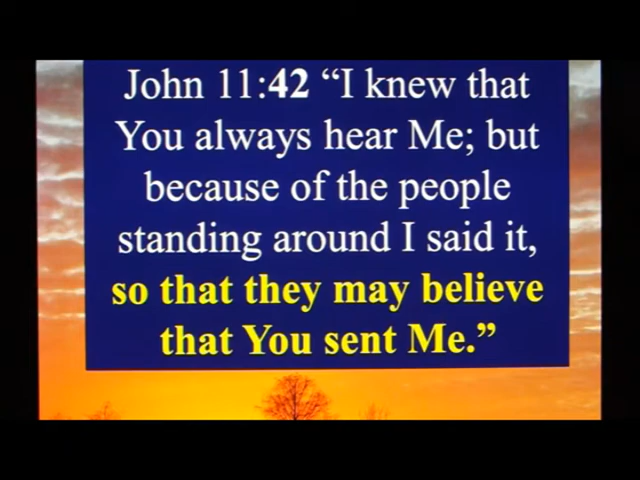 John 11:42 “I knew that
You always hear Me; but
because of the people
standing around I said it,
so that they may believe
that You sent Me.”